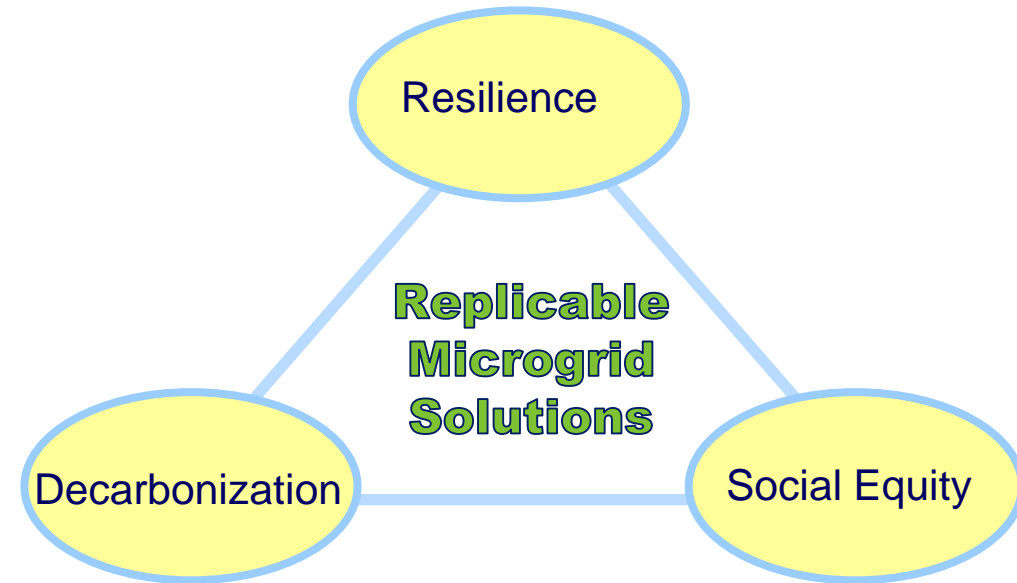 Resilience
Replicable
Microgrid
Solutions
Decarbonization
Social Equity